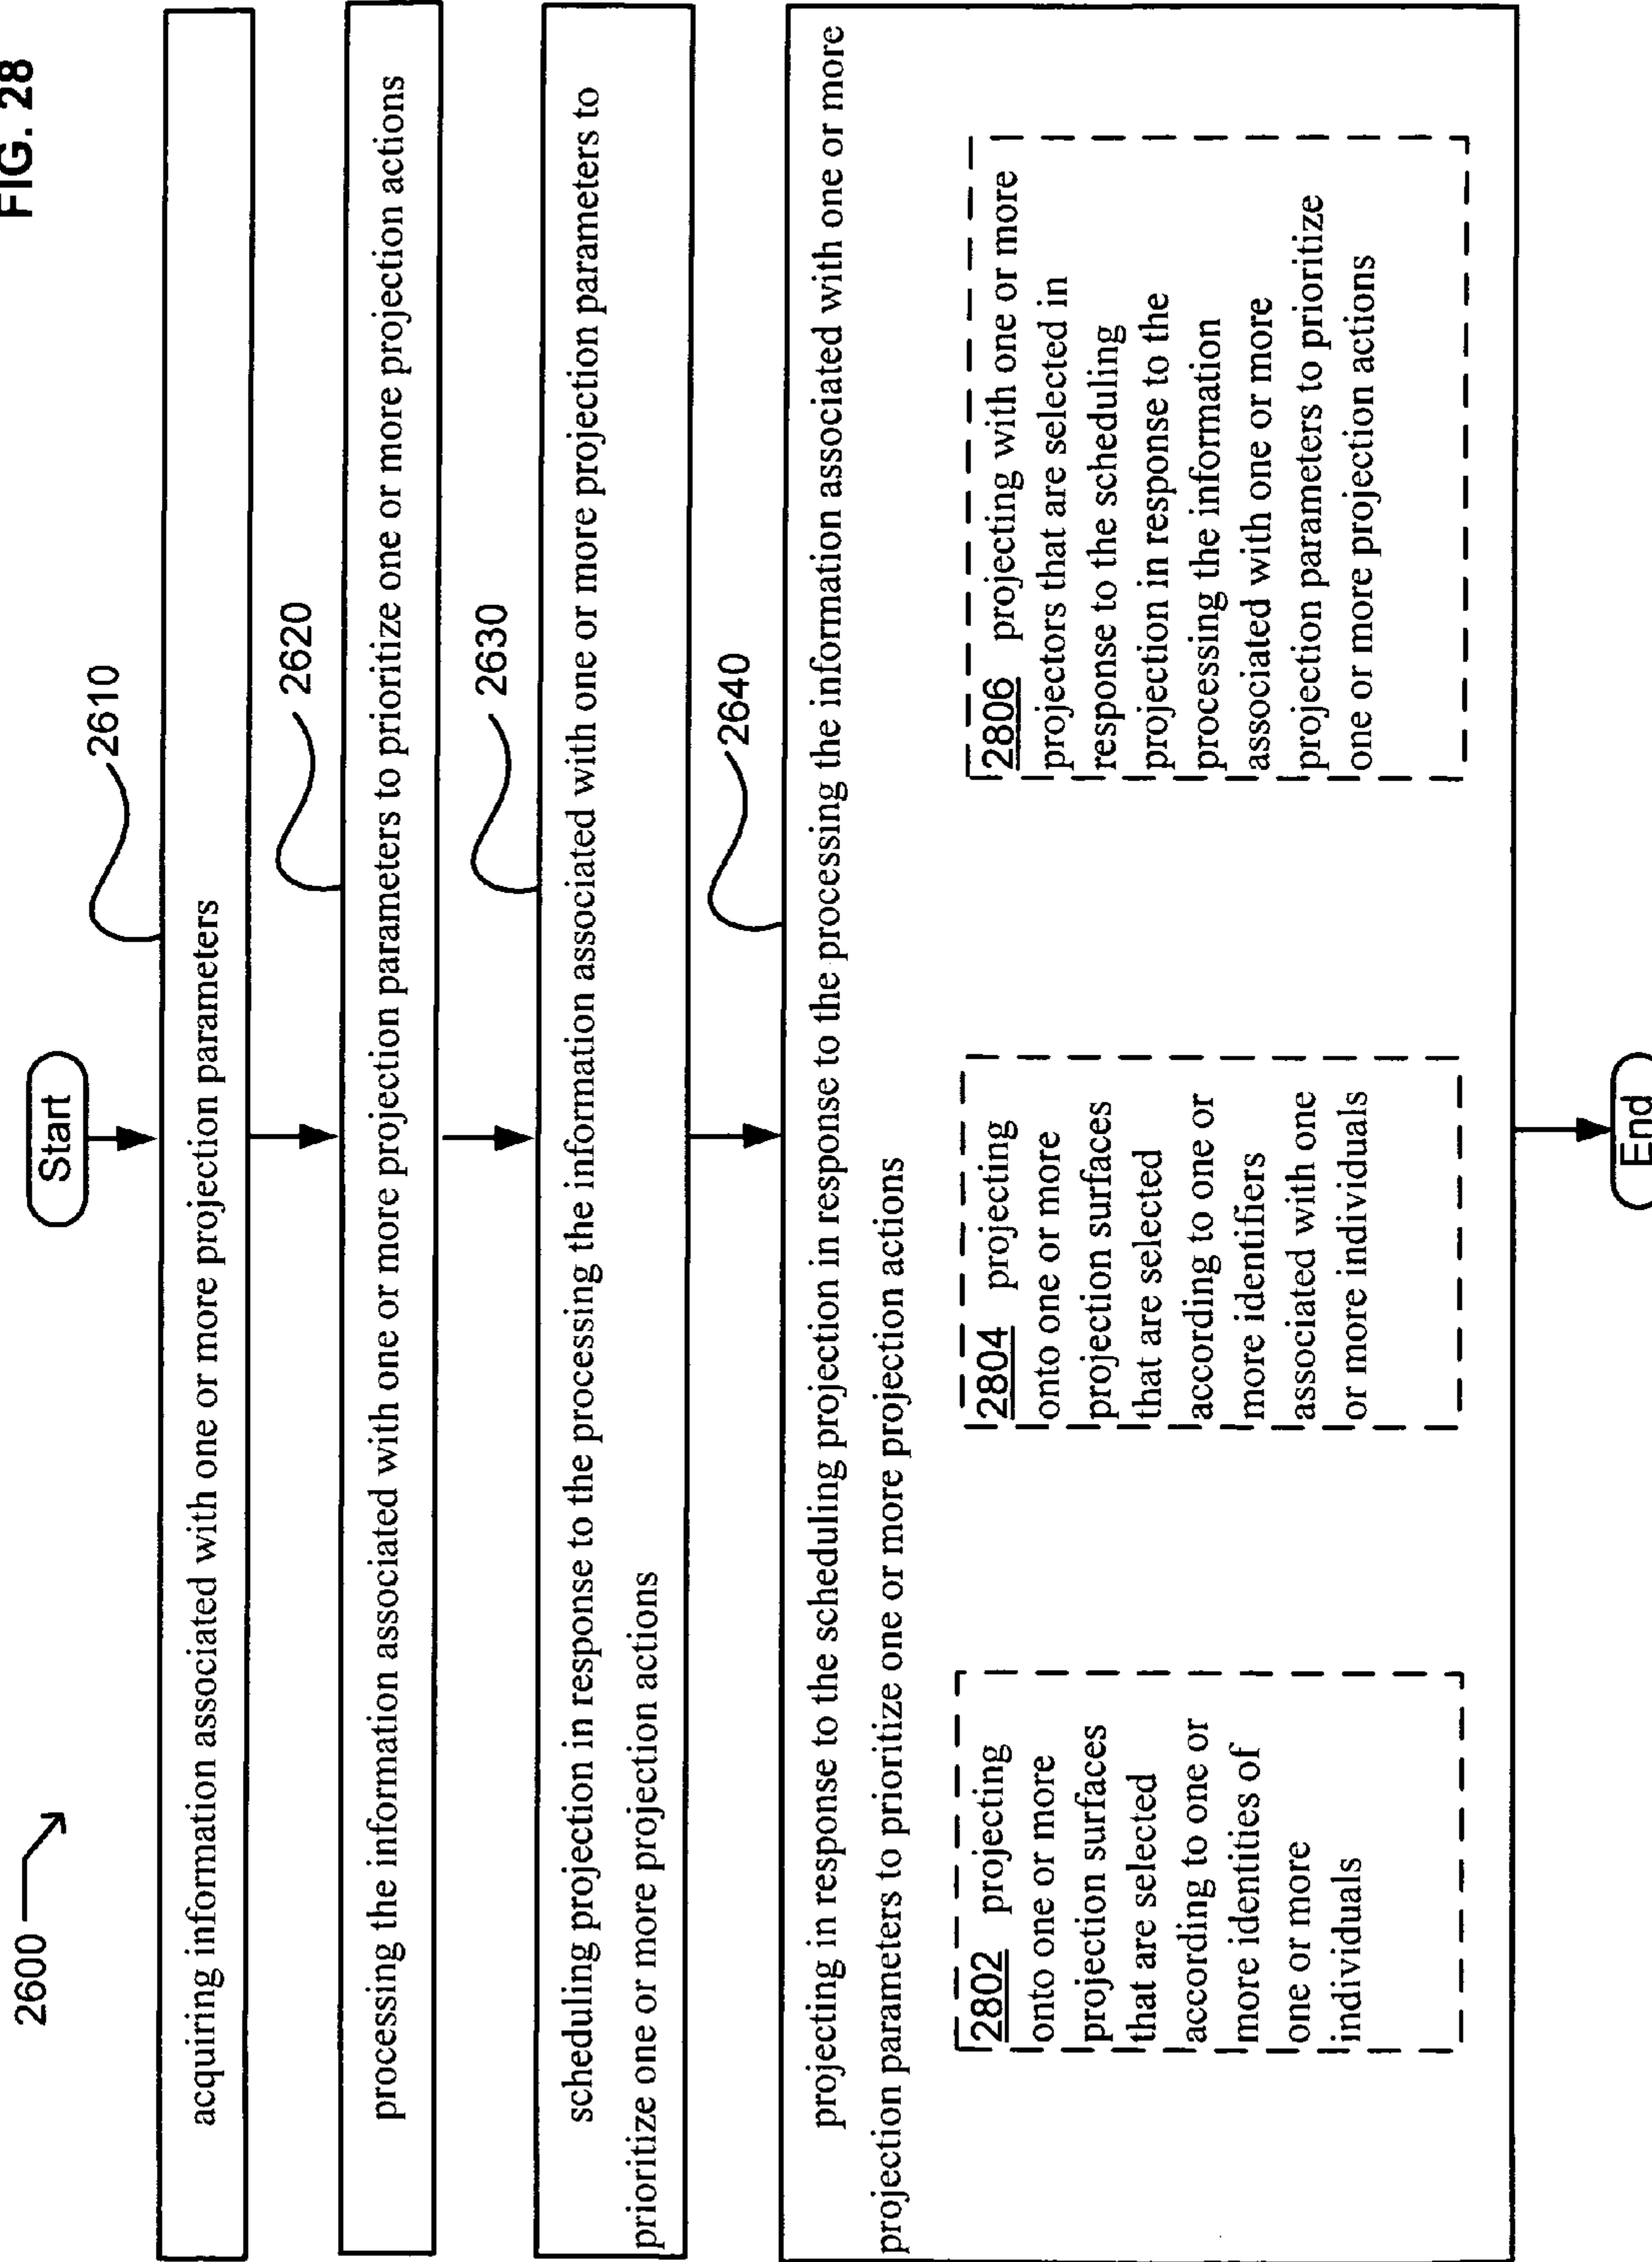 FIG. 28
2600
Start
2610
acquiring information associated with one or more projection parameters
2620
processing the information associated with one or more projection parameters to prioritize one or more projection actions
2630
scheduling projection in response to the processing the information associated with one or more projection parameters to
prioritize one or more projection actions
2640
projecting in response to the scheduling projection in response to the processing the information associated with one or more
projection parameters to prioritize one or more projection actions
2802 projecting
onto one or more
projection surfaces
that are selected
according to one or
more identities of
one or more
individuals
2804 projecting
onto one or more
projection surfaces
that are selected
according to one or
more identifiers
associated with one
or more individuals
2806 projecting with one or more
projectors that are selected in
response to the scheduling
projection in response to the
processing the information
associated with one or more
projection parameters to prioritize
one or more projection actions
End